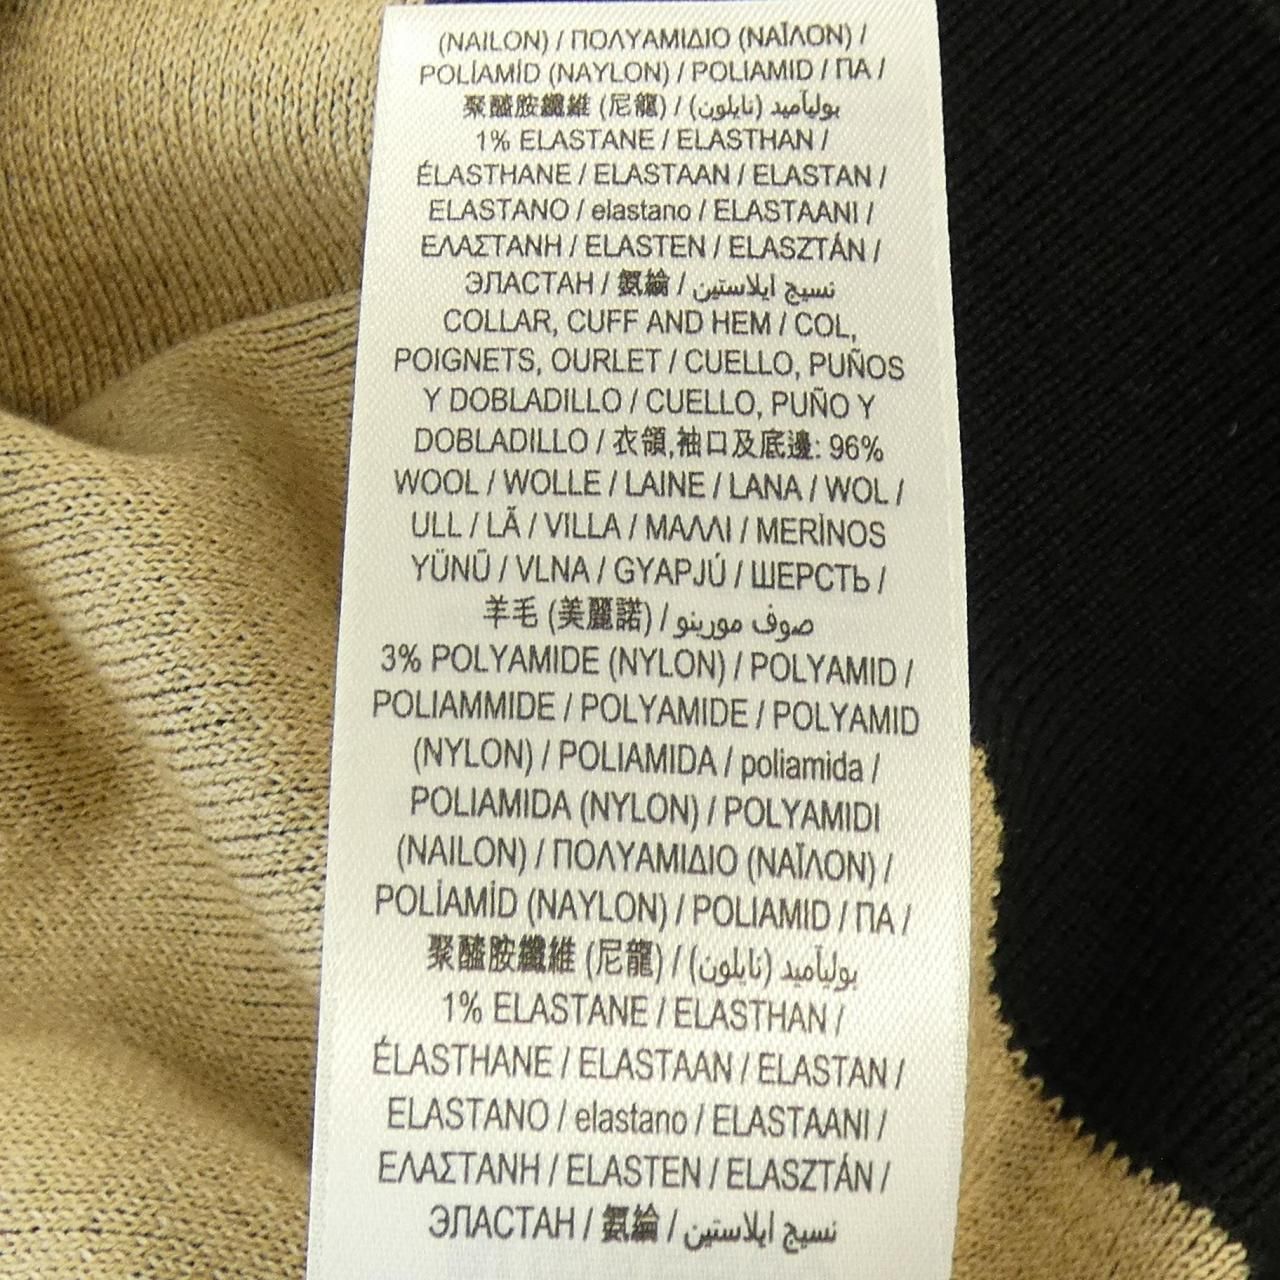 (NAILON) / ΠΟΛΥΑΜΙΔΙΟ (ΝΑΪΛΟΝ) /
POLİAMİD (NAYLON) / POLIAMID / ПА /
聚醯胺纖維 (尼龍) / بوليآميد (نايلون)
1% ELASTANE / ELASTHAN /
ÉLASTHANE / ELASTAAN / ELASTAN /
ELASTANO / elastano / ELASTAANI /
ΕΛΑΣΤΑΝΗ / ELASTEN / ELASZTÁN /
ЭЛАСТАН / 氨綸 / نسيج ايلاستين
COLLAR, CUFF AND HEM / COL,
POIGNETS, OURLET / CUELLO, PUÑOS
Y DOBLADILLO / CUELLO, PUÑO Y
DOBLADILLO / 衣領,袖口及底邊: 96%
WOOL / WOLLE / LAINE / LANA / WOL /
ULL / LÃ / VILLA / ΜΑΛΛΙ / MERİNOS
YÜNÜ / VLNA / GYAPJÚ / ШЕРСТЬ /
羊毛 (美麗諾) / صوف مورينو
3% POLYAMIDE (NYLON) / POLYAMID /
POLIAMMIDE / POLYAMIDE / POLYAMID
(NYLON) / POLIAMIDA / poliamida /
POLIAMIDA (NYLON) / POLYAMIDI
(NAILON) / ΠΟΛΥΑΜΙΔΙΟ (ΝΑΪΛΟΝ) /
POLİAMİD (NAYLON) / POLIAMID / ПА /
聚醯胺纖維 (尼龍) / بوليآميد (نايلون)
1% ELASTANE / ELASTHAN /
ÉLASTHANE / ELASTAAN / ELASTAN /
ELASTANO / elastano / ELASTAANI /
ΕΛΑΣΤΑΝΗ / ELASTEN / ELASZTÁN /
ЭЛАСТАН / 氨綸 / نسيج ايلاستين